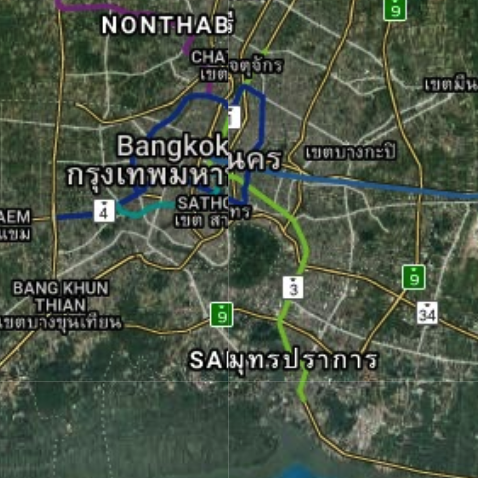 9
NONTHAB
CHA
เขต
จตุจักร
เขตมีน
1
Bangkok
กรุงเทพมหา
นคร
เขตบางกะปิ
AEM
แขม
4
SATHO
เขต สา
ทร
BANG KHUN
THIAN
เขตบางขุนเทียน
3
9
9
34
SA
มุทรปราการ